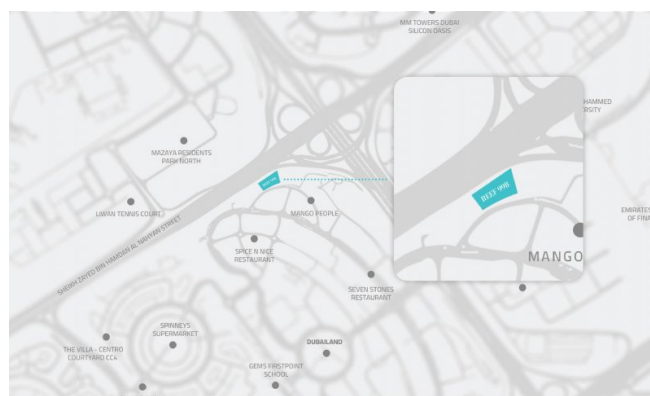 MM TOWERS DUBAI
SILICON OASIS
HAMMED
RSITY
MAZAYA RESIDENTS
PARK NORTH
LIWAN TENNIS COURT
MANGO PEOPLE
EMIRATES
OF FINA
SHEIKH ZAYED BIN HAMDAN AL NAHYAN STREET
SPICE N NICE
RESTAURANT
MANGO
SEVEN STONES
RESTAURANT
SPINNEYS
SUPERMARKET
THE VILLA - CENTRO
COURTYARD CC4
DUBAILAND
GEMS FIRSTPOINT
SCHOOL